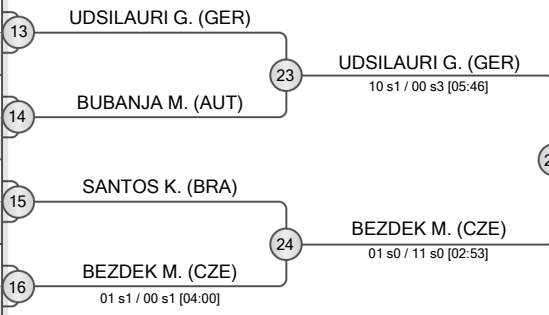 13
UDSILAURI G. (GER)
23
UDSILAURI G. (GER)
10 s1 / 00 s3 [05:46]
14
BUBANJA M. (AUT)
15
SANTOS K. (BRA)
24
BEZDEK M. (CZE)
01 s0 / 11 s0 [02:53]
16
BEZDEK M. (CZE)
01 s1 / 00 s1 [04:00]